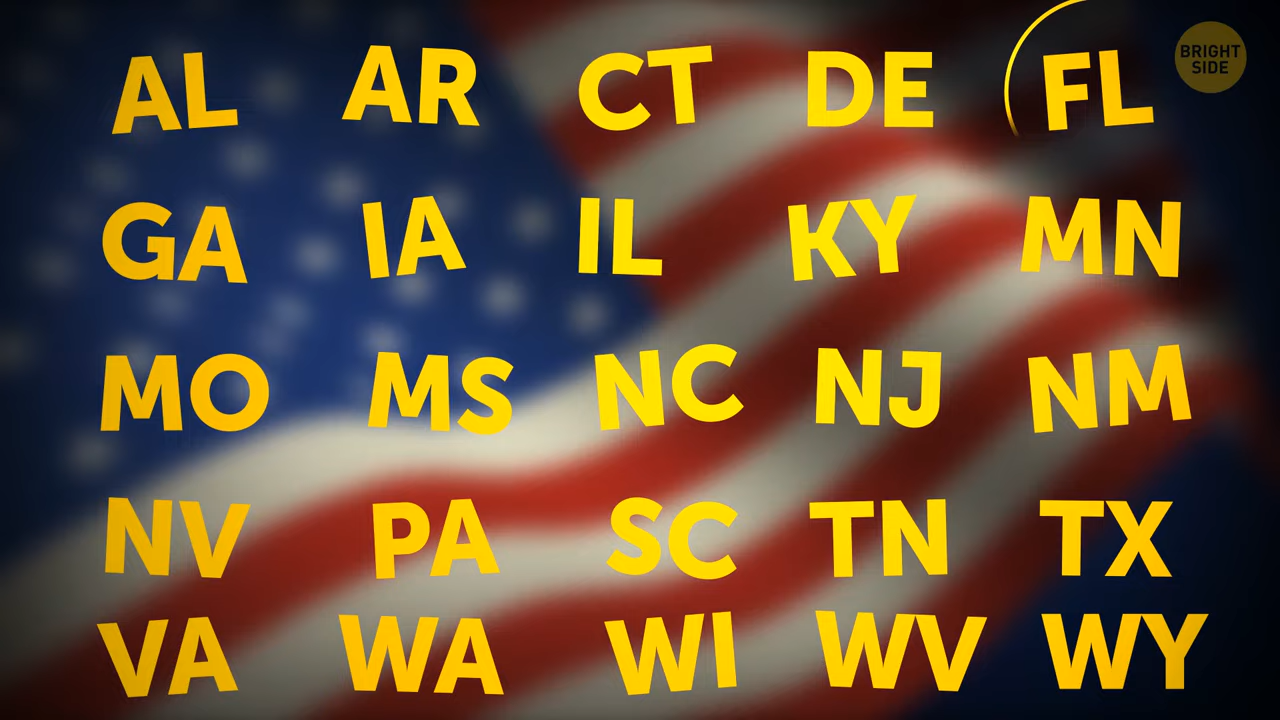 AL AR CT DE FL
BRIGHT
SIDE
GA IA IL KY MN
MO MS NC NJ NM
NV PA SC TN TX
VA WA WI WV WY